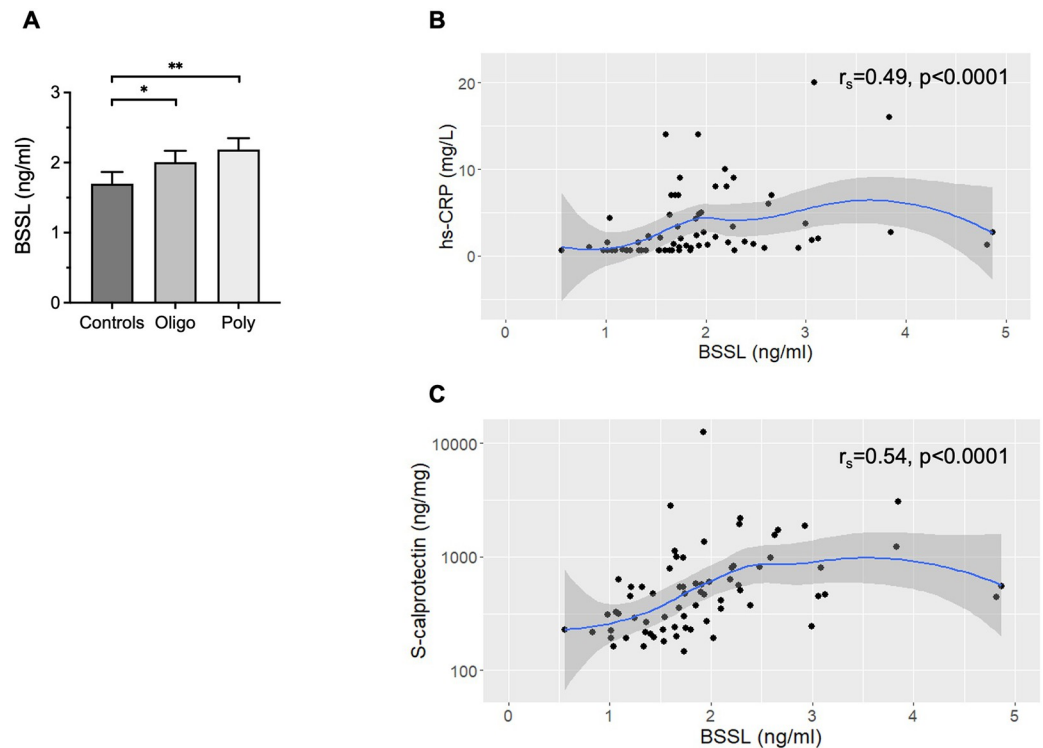 A
**
*
3
2
1
0
BSSL (ng/ml)
Controls Oligo Poly
B
rs=0.49, p<0.0001
20
10
0
hs-CRP (mg/L)
0 1 2 3 4 5
BSSL (ng/ml)
C
rs=0.54, p<0.0001
10000
1000
100
S-calprotectin (ng/mg)
0 1 2 3 4 5
BSSL (ng/ml)